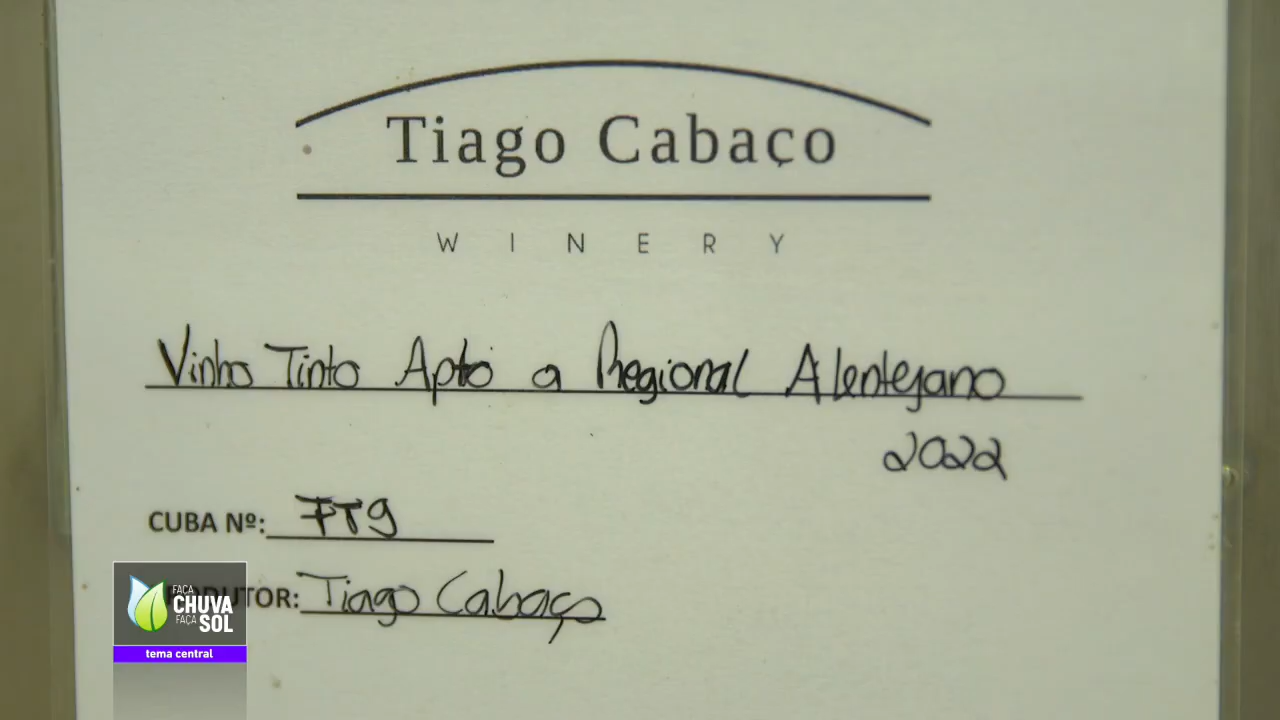 Tiago Cabaço
WINERY
Vinho Tinto Apto a Regional Alentejano
2022
CUBA Nº: FT9
TOR: Tiago Cabaço
FAÇA
CHUVA
FAÇA
SOL
tema central